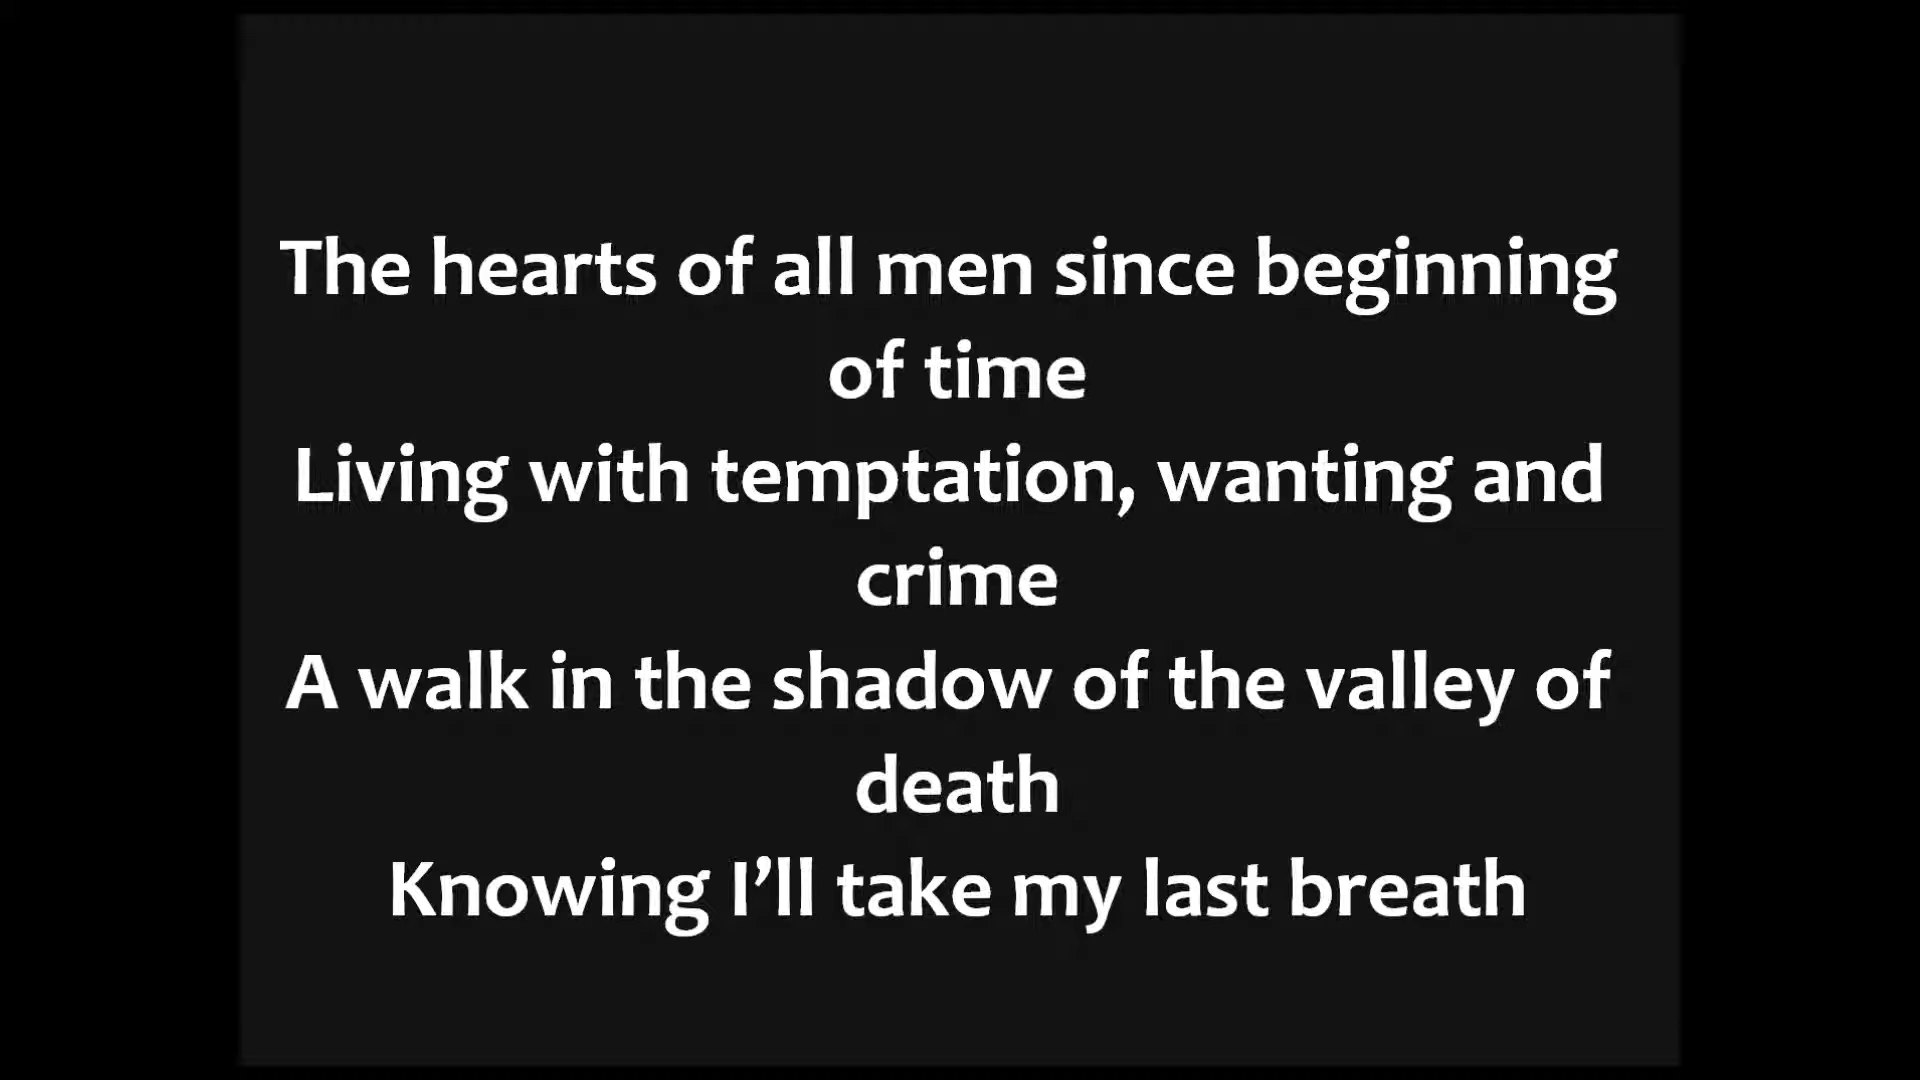 The hearts of all men since beginning
of time
Living with temptation, wanting and
crime
A walk in the shadow of the valley of
death
Knowing I’ll take my last breath